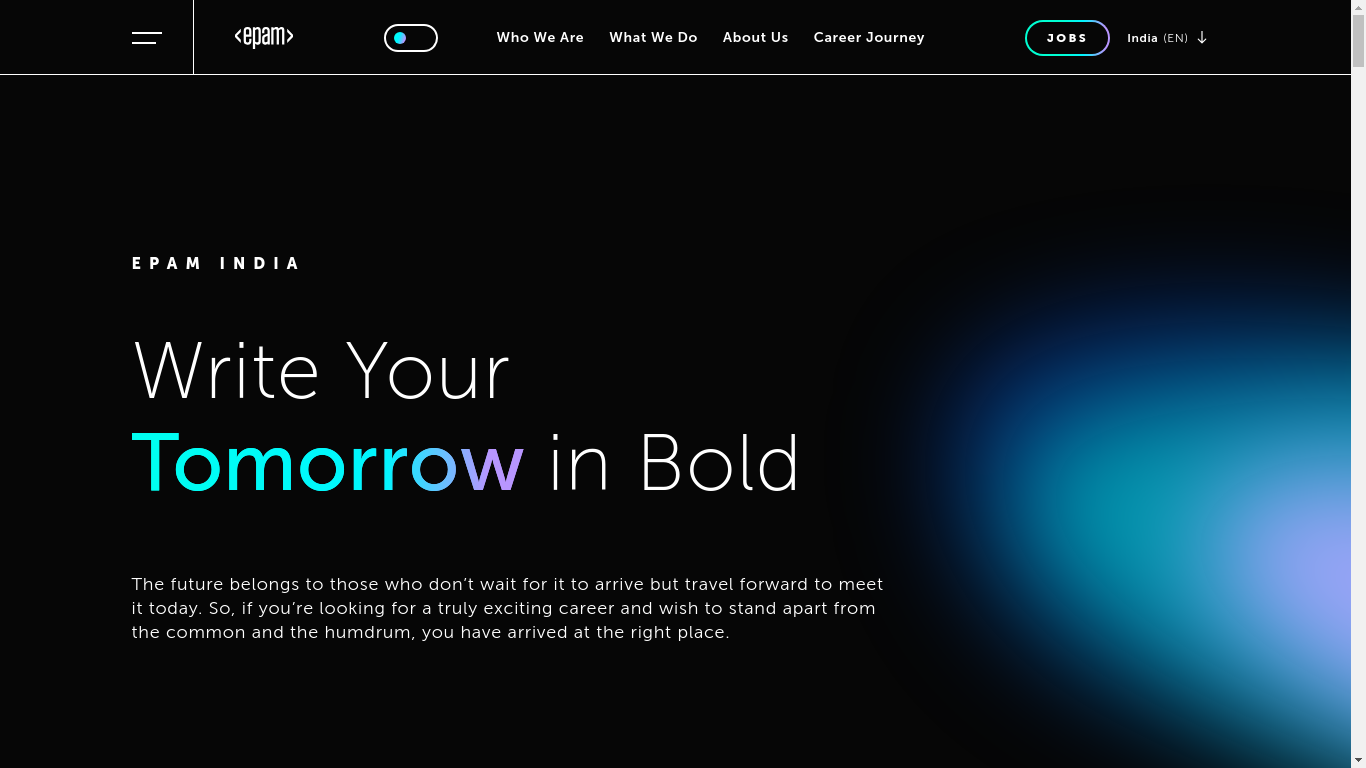 <epam>
Who We Are
What We Do
About Us
Career Journey
JOBS
India (EN)
EPAM INDIA
Write Your
Tomorrow in Bold
The future belongs to those who don’t wait for it to arrive but travel forward to meet
it today. So, if you’re looking for a truly exciting career and wish to stand apart from
the common and the humdrum, you have arrived at the right place.